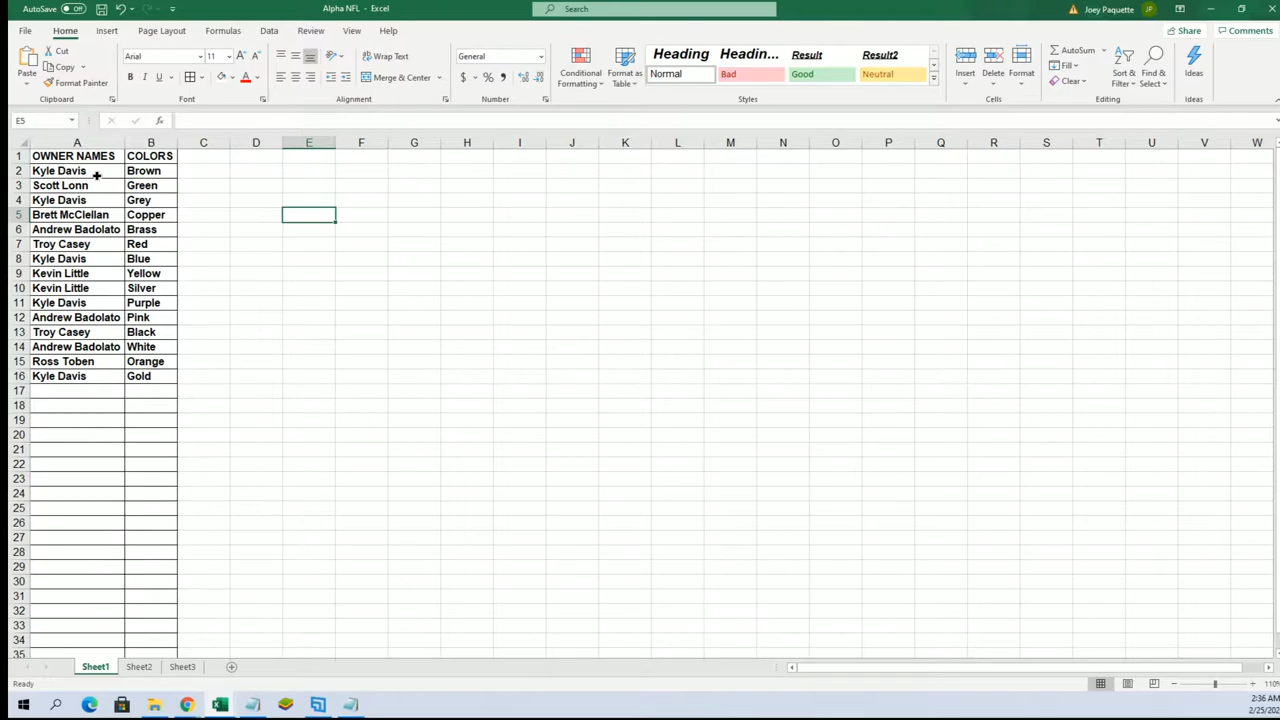 AutoSave Off Alpha NFL - Excel Search Joey Paquette JP
File Home Insert Page Layout Formulas Data Review View Help Share Comments
Paste Cut Copy Format Painter Clipboard
Arial 11 B I U Font
Wrap Text Merge & Center Alignment
General $ % Number
Conditional Formatting Format as Table Heading Headin... Result Result2 Normal Bad Good Neutral Styles
Insert Delete Format Cells
AutoSum Fill Clear Sort & Filter Find & Select Editing
Ideas Ideas
E5 fx
A B C D E F G H I J K L M N O P Q R S T U V W
1 OWNER NAMES COLORS
2 Kyle Davis Brown
3 Scott Lonn Green
4 Kyle Davis Grey
5 Brett McClellan Copper
6 Andrew Badolato Brass
7 Troy Casey Red
8 Kyle Davis Blue
9 Kevin Little Yellow
10 Kevin Little Silver
11 Kyle Davis Purple
12 Andrew Badolato Pink
13 Troy Casey Black
14 Andrew Badolato White
15 Ross Toben Orange
16 Kyle Davis Gold
17
18
19
20
21
22
23
24
25
26
27
28
29
30
31
32
33
34
35
Sheet1 Sheet2 Sheet3
Ready 110%
2:36 AM
2/25/202